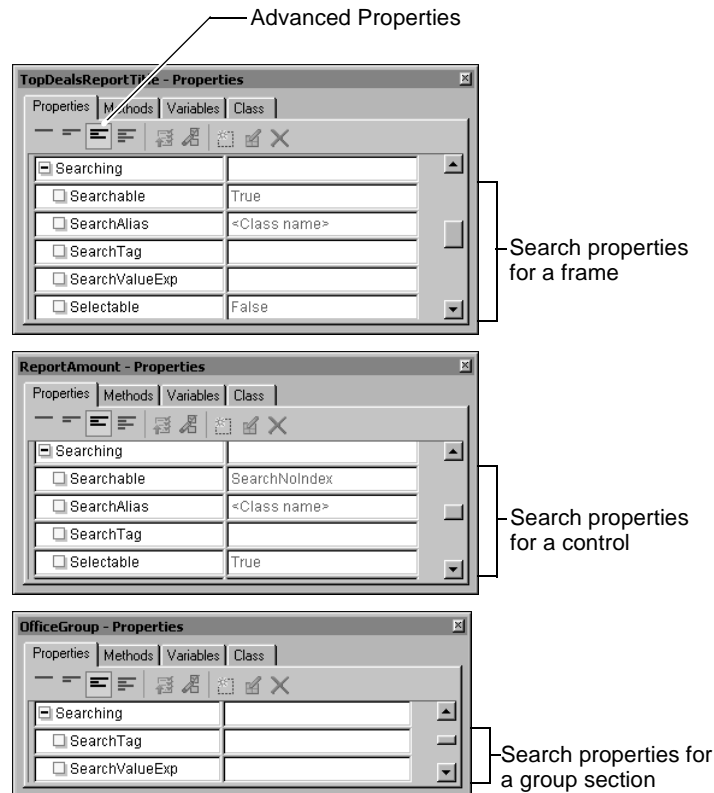 Advanced Properties
TopDealsReportTitle - Properties
Properties Methods Variables Class
Searching
Searchable True
SearchAlias <Class name>
SearchTag
SearchValueExp
Selectable False
Search properties
for a frame
ReportAmount - Properties
Properties Methods Variables Class
Searching
Searchable SearchNoIndex
SearchAlias <Class name>
SearchTag
Selectable True
Search properties
for a control
OfficeGroup - Properties
Properties Methods Variables Class
Searching
SearchTag
SearchValueExp
Search properties for
a group section